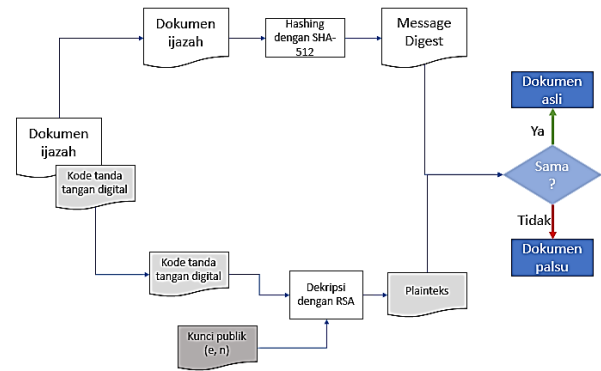 Dokumen
ijazah
Hashing
dengan SHA-
512
Message
Digest
Dokumen
asli
Dokumen
ijazah
Kode tanda
tangan digital
Ya
Sama
?
Tidak
Dokumen
palsu
Kode tanda
tangan digital
Dekripsi
dengan RSA
Plainteks
Kunci publik
(e, n)